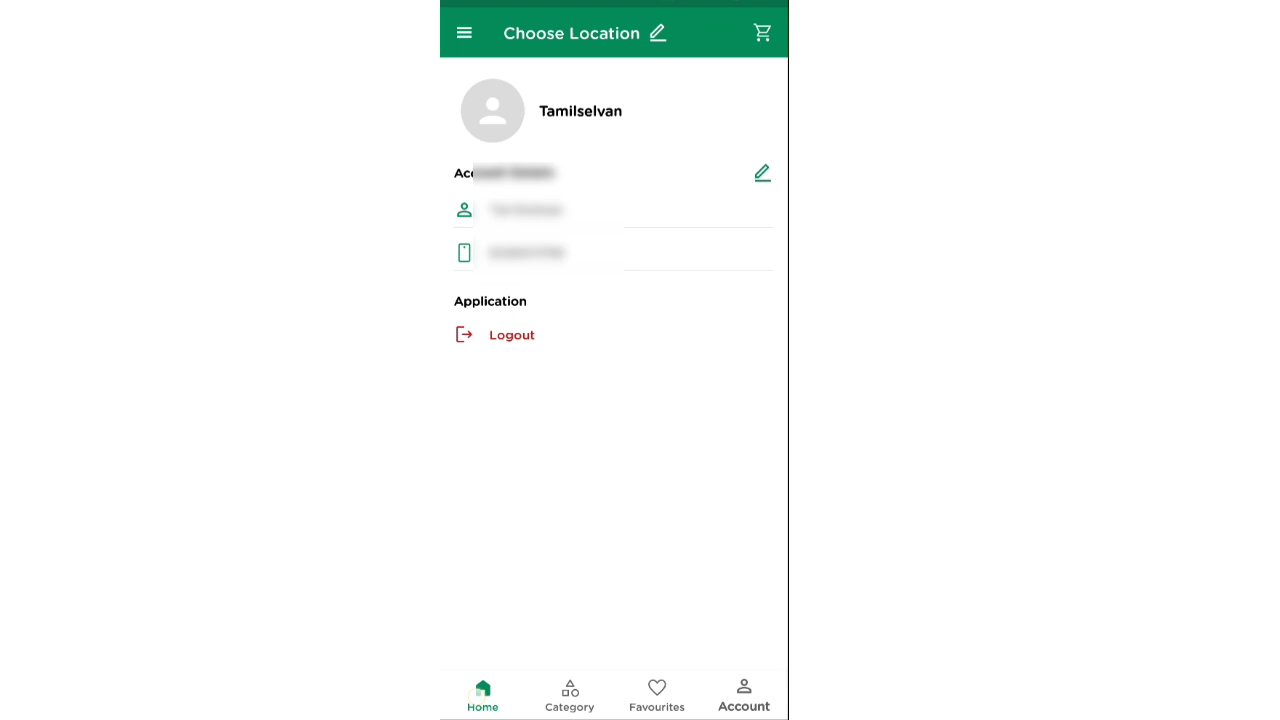 Choose Location
Tamilselvan
Application
Logout
Home
Category
Favourites
Account